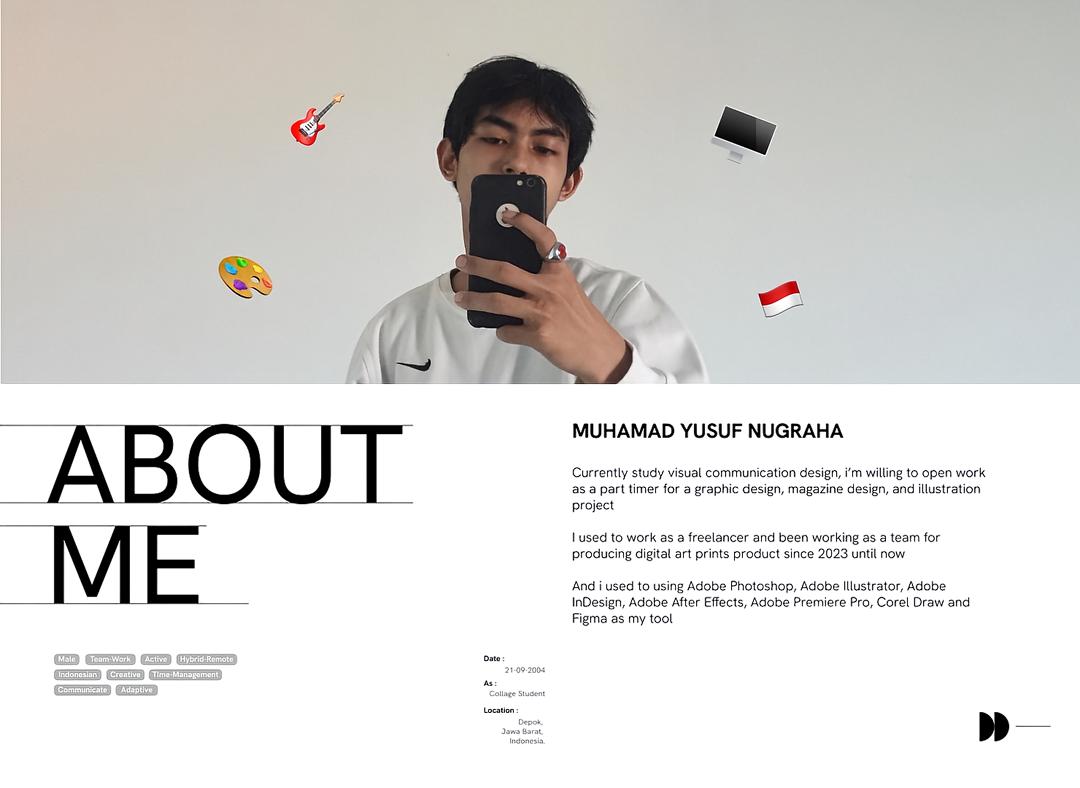 ABOUT
ME
MUHAMAD YUSUF NUGRAHA
Currently study visual communication design, i'm willing to open work
as a part timer for a graphic design, magazine design, and illustration
project
I used to work as a freelancer and been working as a team for
producing digital art prints product since 2023 until now
And i used to using Adobe Photoshop, Adobe Illustrator, Adobe
InDesign, Adobe After Effects, Adobe Premiere Pro, Corel Draw and
Figma as my tool
Male Team-Work Active Hybrid-Remote
Indonesian Creative TIme-Management
Communicate Adaptive
Date :
21-09-2004
As :
Collage Student
Location :
Depok,
Jawa Barat,
Indonesia.